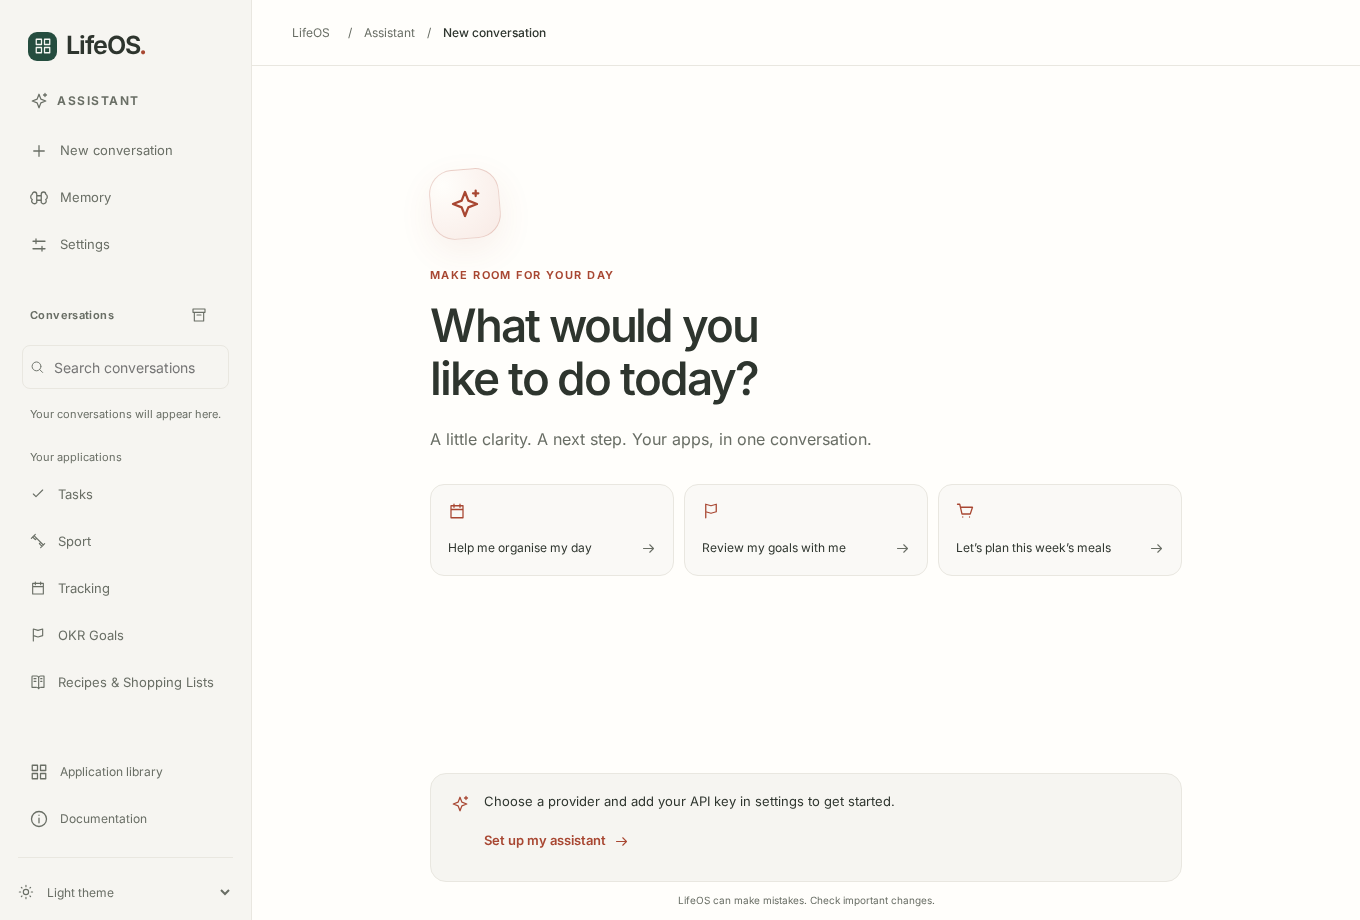 LifeOS.
ASSISTANT
New conversation
Memory
Settings
Conversations
Search conversations
Your conversations will appear here.
Your applications
Tasks
Sport
Tracking
OKR Goals
Recipes & Shopping Lists
Application library
Documentation
Light theme
LifeOS / Assistant / New conversation
MAKE ROOM FOR YOUR DAY
What would you
like to do today?
A little clarity. A next step. Your apps, in one conversation.
Help me organise my day
Review my goals with me
Let’s plan this week’s meals
Choose a provider and add your API key in settings to get started.
Set up my assistant
LifeOS can make mistakes. Check important changes.